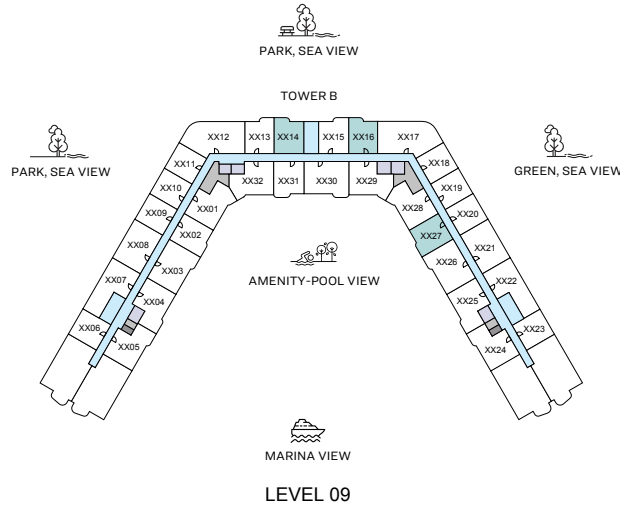 PARK, SEA VIEW
TOWER B
PARK, SEA VIEW
GREEN, SEA VIEW
XX12
XX13
XX14
XX15
XX16
XX17
XX11
XX32
XX31
XX30
XX29
XX18
XX10
XX01
XX28
XX19
XX09
XX02
XX27
XX20
XX08
XX03
XX26
XX21
AMENITY-POOL VIEW
XX07
XX04
XX25
XX22
XX06
XX05
XX24
XX23
MARINA VIEW
LEVEL 09